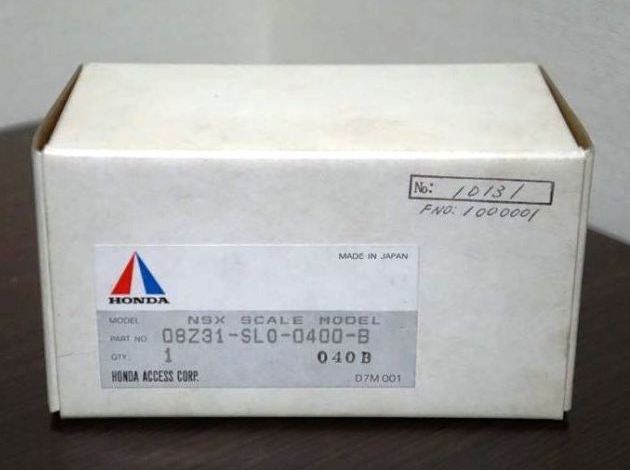 No: 10131
FNO: 1000001
MADE IN JAPAN
HONDA
MODEL NSX SCALE MODEL
PART NO. 08Z31-SL0-0400-B
QTY. 1 040B
HONDA ACCESS CORP. D7M 001